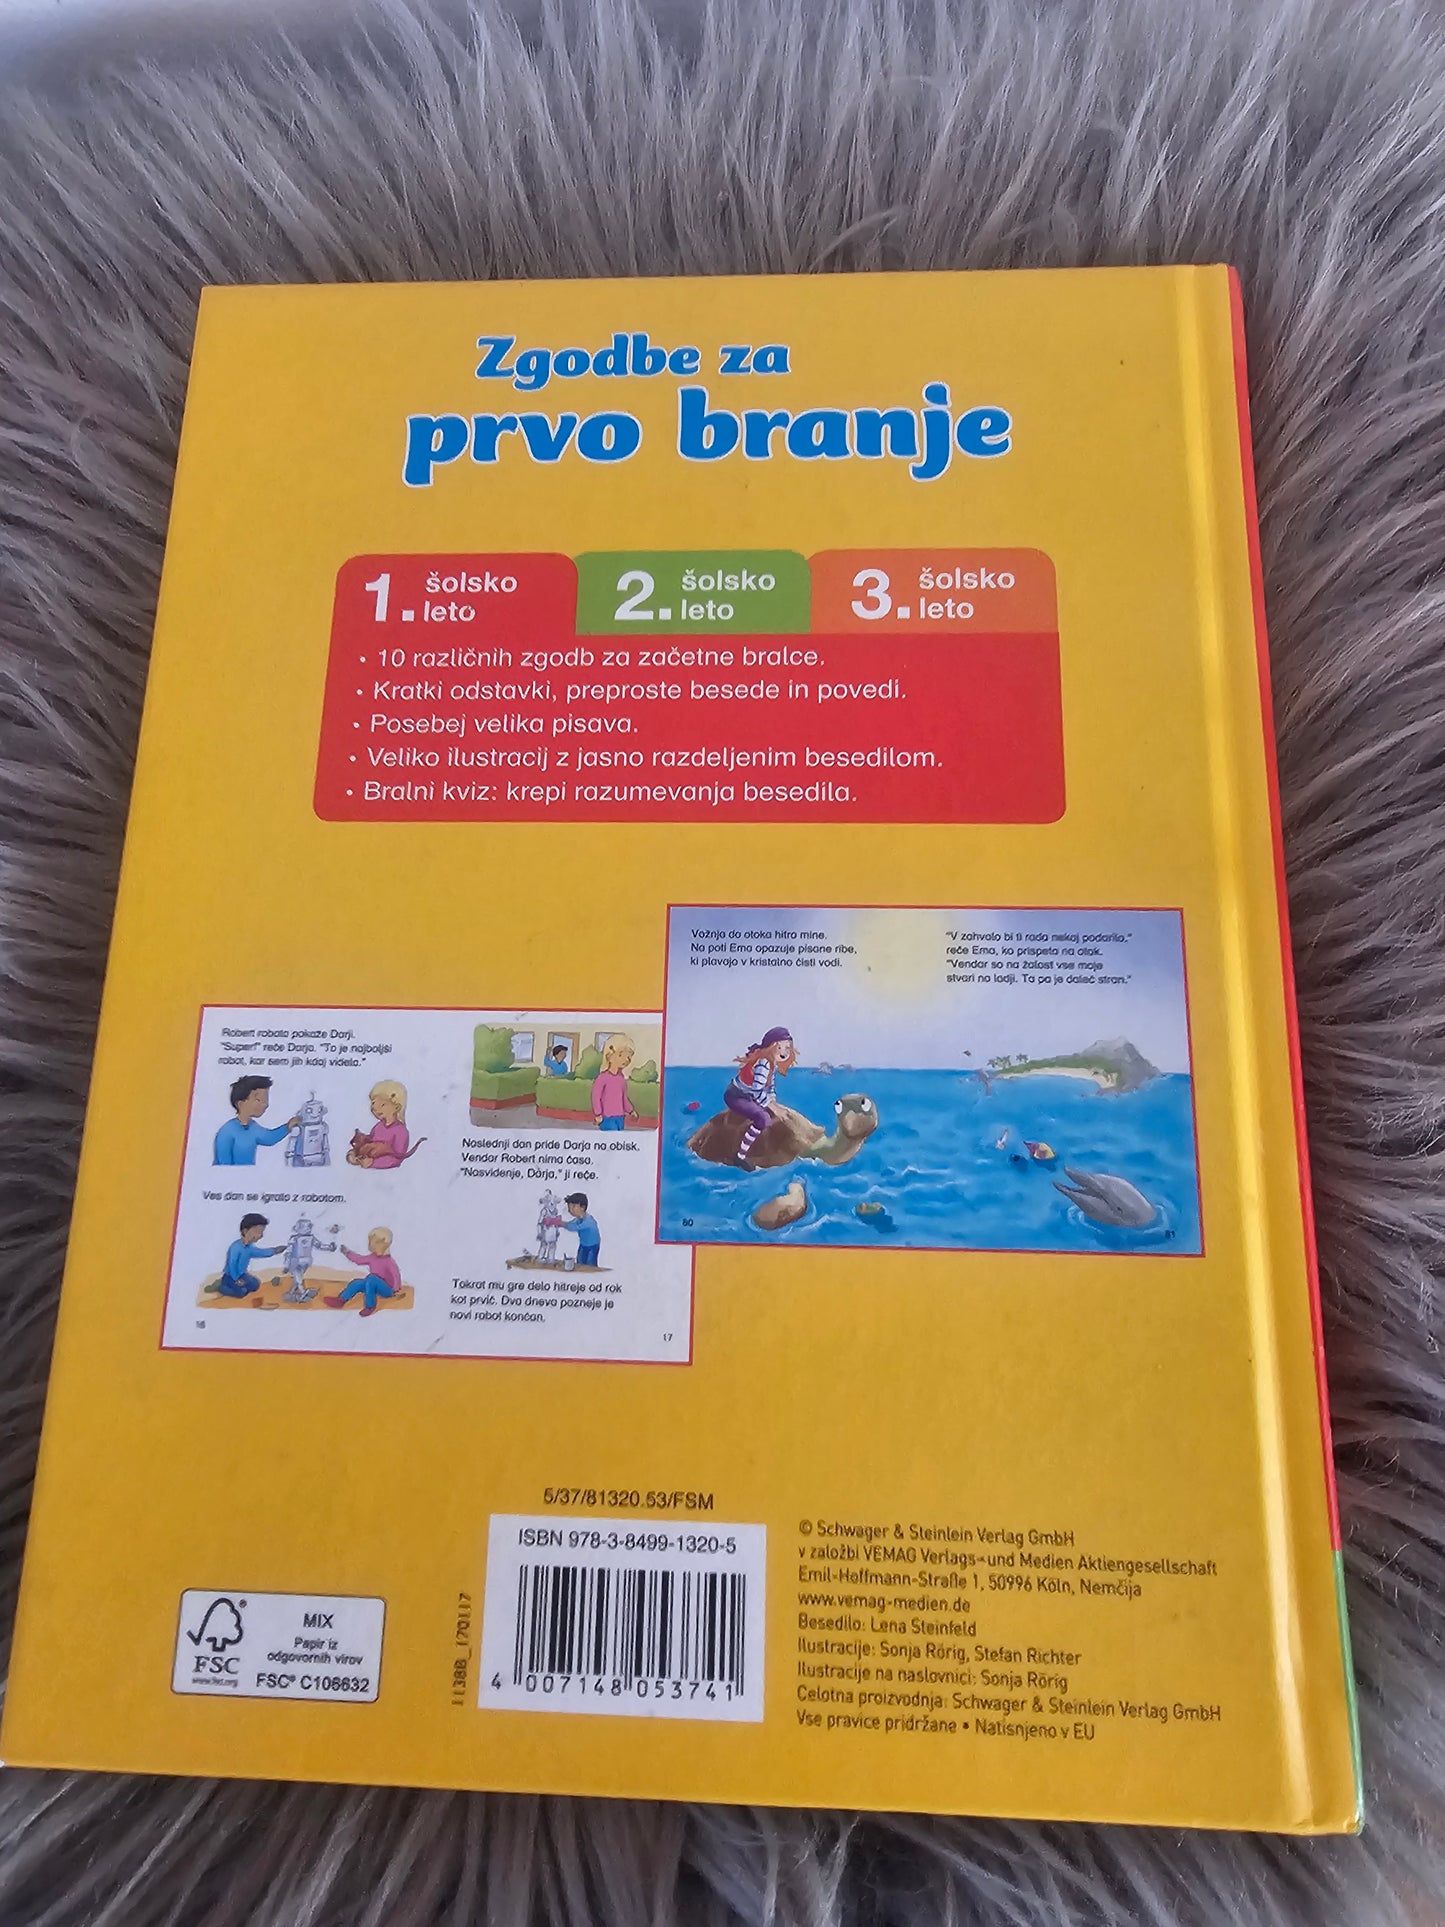 Zgodbe za
prvo branje
1. šolsko leto
2. šolsko leto
3. šolsko leto
• 10 različnih zgodb za začetne bralce.
• Kratki odstavki, preproste besede in povedi.
• Posebej velika pisava.
• Veliko ilustracij z jasno razdeljenim besedilom.
• Bralni kviz: krepi razumevanja besedila.
Vožnja do otoka hitro mine.
Na poti Ema opazuje pisane ribe,
ki plavajo v kristalno čisti vodi.
"V zahvalo bi ti rada nekaj podarila,"
reče Ema, ko prispeta na otok.
"Vendar so na žalost vse moje
stvari na ladji. Ta pa je daleč stran."
80
81
Robert robota pokaže Darji.
"Super!" reče Darja. "To je najboljši
robot, kar sem jih kdaj videla."
Ves dan se igrata z robotom.
16
Naslednji dan pride Darja na obisk.
Vendar Robert nima časa.
"Nasvidenje, Darja," ji reče.
Tokrat mu gre delo hitreje od rok
kot prvič. Dva dneva pozneje je
novi robot končan.
17
5/37/81320.53/FSM
ISBN 978-3-8499-1320-5
4 007148 053741
11388_170117
FSC
www.fsc.org
MIX
Papir iz
odgovornih virov
FSC® C106632
© Schwager & Steinlein Verlag GmbH
v založbi VEMAG Verlags- und Medien Aktiengesellschaft
Emil-Hoffmann-Straße 1, 50996 Köln, Nemčija
www.vemag-medien.de
Besedilo: Lena Steinfeld
Ilustracije: Sonja Rörig, Stefan Richter
Ilustracije na naslovnici: Sonja Rörig
Celotna proizvodnja: Schwager & Steinlein Verlag GmbH
Vse pravice pridržane • Natisnjeno v EU